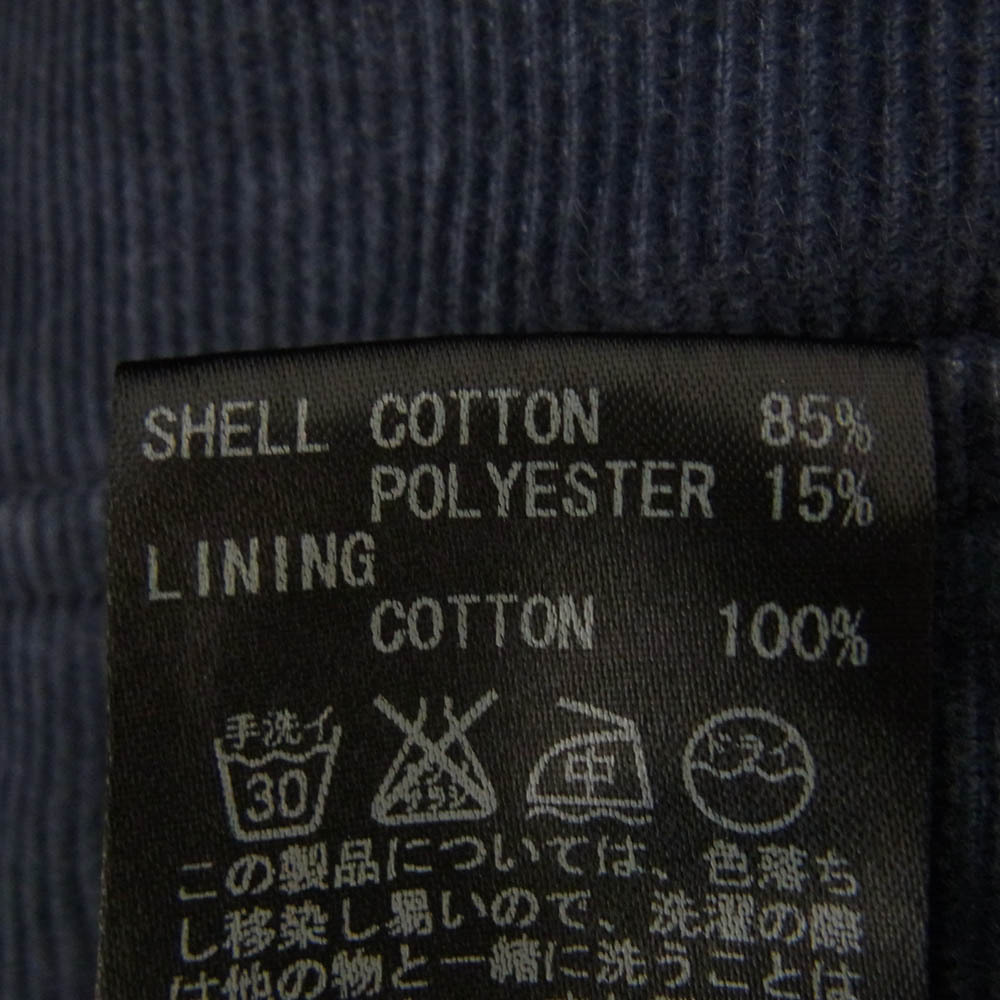 SHELL COTTON 85%
POLYESTER 15%
LINING
COTTON 100%
手洗イ 中 ドライ
30
この製品については、色落ち
し移染し易いので、洗濯の際
は他の物と一緒に洗うことは